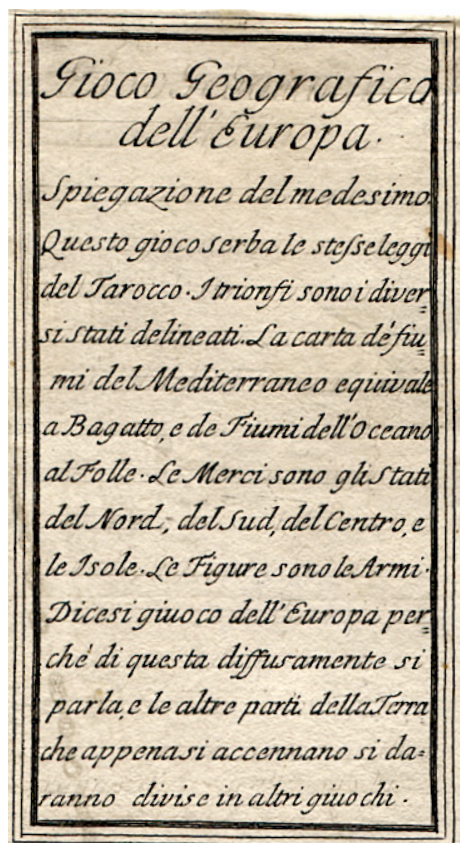 Gioco Geografico
dell'Europa.
Spiegazione del medesimo.
Questo gioco serba le stesse leggi
del Tarocco. I trionfi sono i diver=
si stati delineati. La carta de' fiu=
mi del Mediterraneo equivale
a Bagatto, e de Fiumi dell'Oceano
al Folle. Le Merci sono gli Stati
del Nord, del Sud, del Centro, e
le Isole. Le Figure sono le Armi.
Dicesi giuoco dell'Europa per=
ché di questa diffusamente si
parla, e le altre parti della Terra
che appena si accennano si da=
ranno divise in altri giuochi.